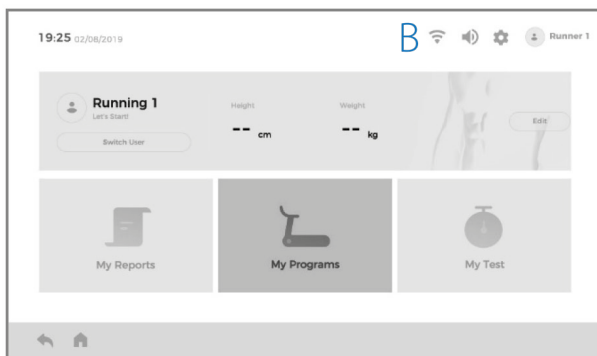 19:25 02/08/2019 B Runner 1
Running 1
Let's Start!
Switch User
Height
-- cm
Weight
-- kg
Edit
My Reports
My Programs
My Test